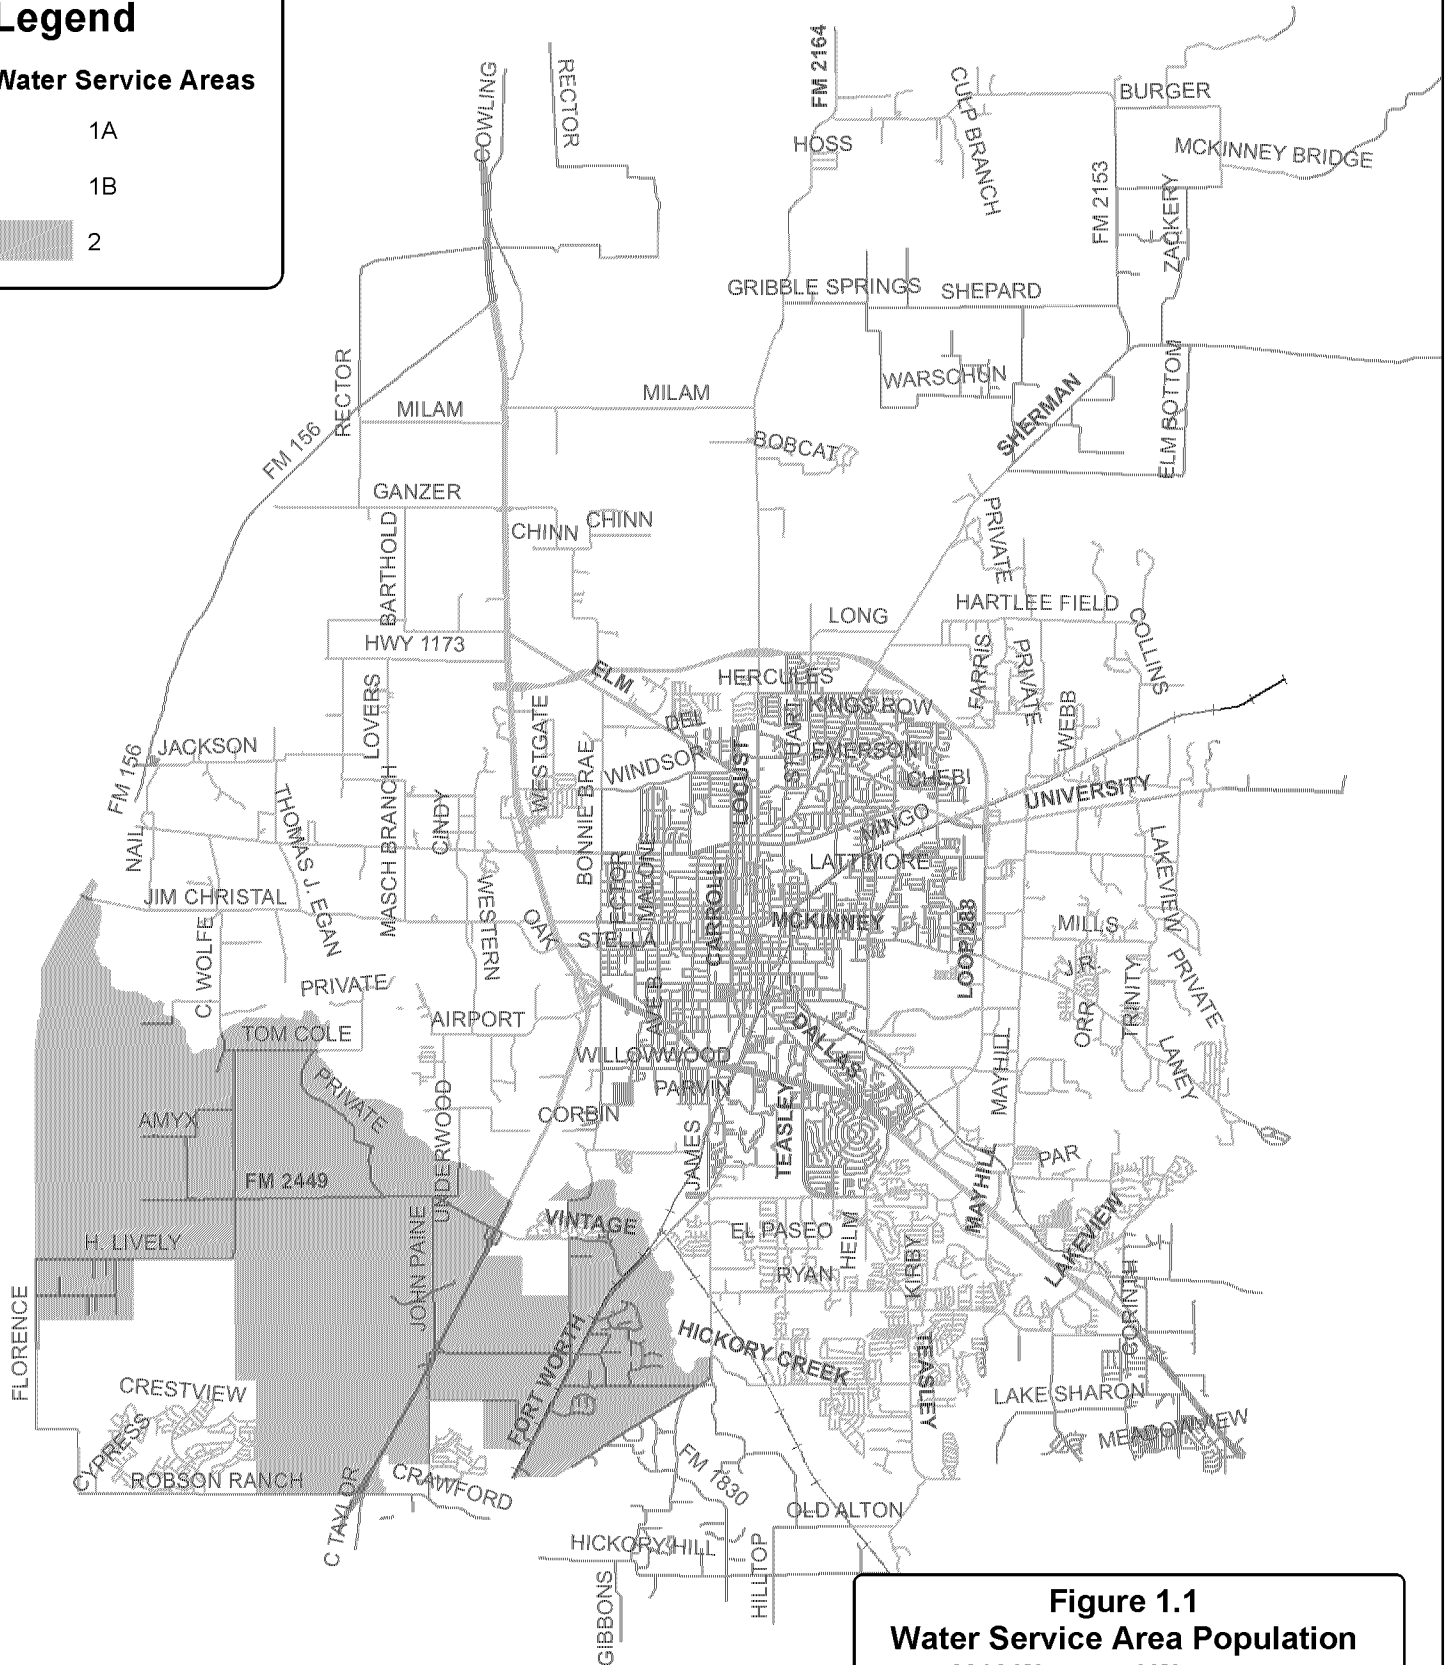 Legend
Water Service Areas
1A
1B
2
COWLING
RECTOR
FM 2164
CULP BRANCH
BURGER
HOSS
MCKINNEY BRIDGE
FM 2153
ZACKERY
GRIBBLE SPRINGS
SHEPARD
RECTOR
MILAM
MILAM
WARSCHUN
SHERMAN
ELM BOTTOM
FM 156
BOBCAT
GANZER
BARTHOLD
CHINN
CHINN
PRIVATE
LONG
HARTLEE FIELD
COLLINS
HWY 1173
ELM
HERCULES
FARRIS
PRIVATE
LOVERS
WESTGATE
DEL
KINGS ROW
STUART
WEBB
FM 156
JACKSON
BONNIE BRAE
WINDSOR
LOCUST
EMERSON
CHEBI
UNIVERSITY
THOMAS J. EGAN
MASCH BRANCH
CINDY
MINGO
NAIL
MALONE
LATTIMORE
LAKEVIEW
JIM CHRISTAL
C. WOLFE
WESTERN
OAK
ECTOR
STELLA
CARROLL
MCKINNEY
LOOP 288
MILLS
PRIVATE
AVE B
TRINITY
PRIVATE
ORR
TOM COLE
AIRPORT
DALLAS
WILLOWWOOD
PARVIN
MAYHILL
LANEY
PRIVATE
AMYX
UNDERWOOD
CORBIN
JAMES
TEASLEY
PAR
FM 2449
MAYHILL
JOHN PAINE
VINTAGE
EL PASEO
HELM
LAKEVIEW
H. LIVELY
RYAN
KIRBY
CORINTH
FLORENCE
FORT WORTH
HICKORY CREEK
TEASLEY
CRESTVIEW
LAKE SHARON
CYPRESS
MEADOWVIEW
ROBSON RANCH
CRAWFORD
FM 1830
C TAYLOR
OLD ALTON
HICKORY HILL
HILLTOP
GIBBONS
Figure 1.1
Water Service Area Population